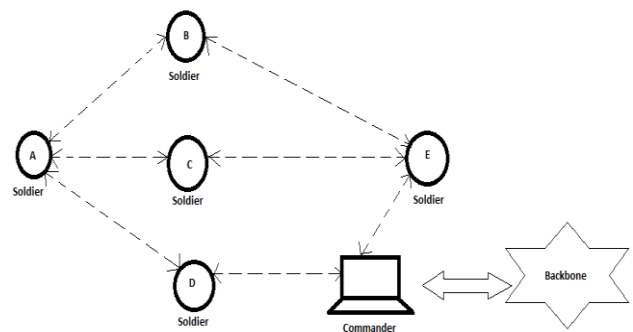 B
Soldier
A
Soldier
C
Soldier
E
Soldier
D
Soldier
Commander
Backbone